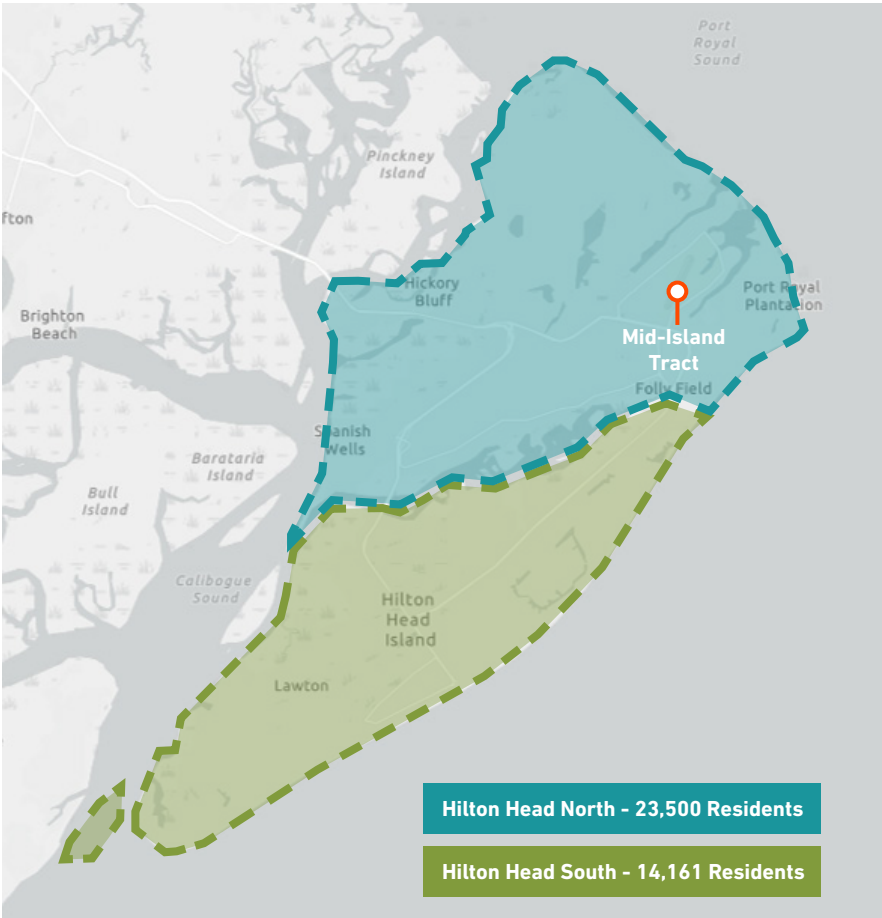 Port
Royal
Sound
Pinckney
Island
fton
Hickory
Bluff
Port Royal
Plantation
Brighton
Beach
Mid-Island
Tract
Folly Field
Spanish
Wells
Barataria
Island
Bull
Island
Calibogue
Sound
Hilton
Head
Island
Lawton
Hilton Head North - 23,500 Residents
Hilton Head South - 14,161 Residents